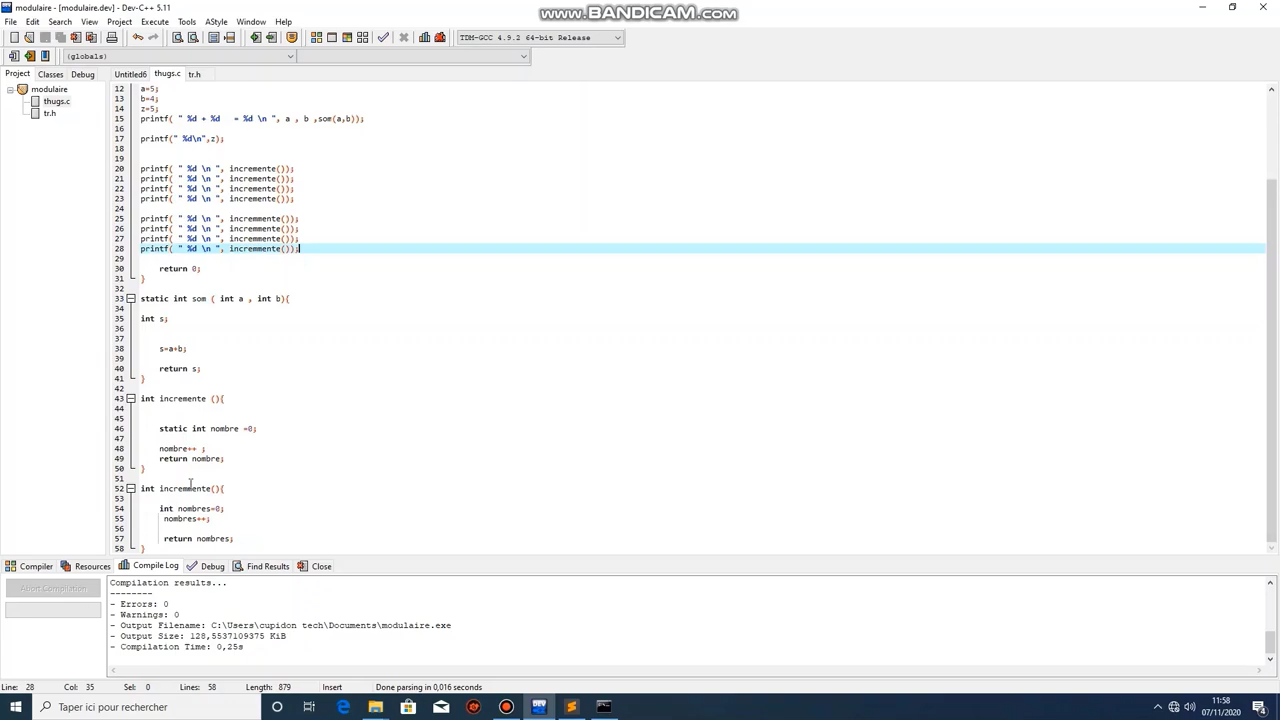 modulaire - [modulaire.dev] - Dev-C++ 5.11
www.BANDICAM.com
File Edit Search View Project Execute Tools AStyle Window Help
TDM-GCC 4.9.2 64-bit Release
(globals)
Project Classes Debug
Untitled6 thugs.c tr.h
modulaire
thugs.c
tr.h
12 a=5;
13 b=4;
14 z=5;
15 printf( " %d + %d   = %d \n ", a , b ,som(a,b));
16
17 printf(" %d\n",z);
18
19
20 printf( " %d \n ", incremente());
21 printf( " %d \n ", incremente());
22 printf( " %d \n ", incremente());
23 printf( " %d \n ", incremente());
24
25 printf( " %d \n ", incremmente());
26 printf( " %d \n ", incremmente());
27 printf( " %d \n ", incremmente());
28 printf( " %d \n ", incremmente());
29
30 return 0;
31 }
32
33 static int som ( int a , int b){
34
35 int s;
36
37
38 s=a+b;
39
40 return s;
41 }
42
43 int incremente (){
44
45
46 static int nombre =0;
47
48 nombre++ ;
49 return nombre;
50 }
51
52 int incremmente(){
53
54 int nombres=0;
55 nombres++;
56
57 return nombres;
58 }
Compiler Resources Compile Log Debug Find Results Close
Abort Compilation
Compilation results...
--------
- Errors: 0
- Warnings: 0
- Output Filename: C:\Users\cupidon tech\Documents\modulaire.exe
- Output Size: 128,5537109375 KiB
- Compilation Time: 0,25s
Line: 28 Col: 35 Sel: 0 Lines: 58 Length: 879 Insert Done parsing in 0,016 seconds
Taper ici pour rechercher
DEV
11:58
07/11/2020
4